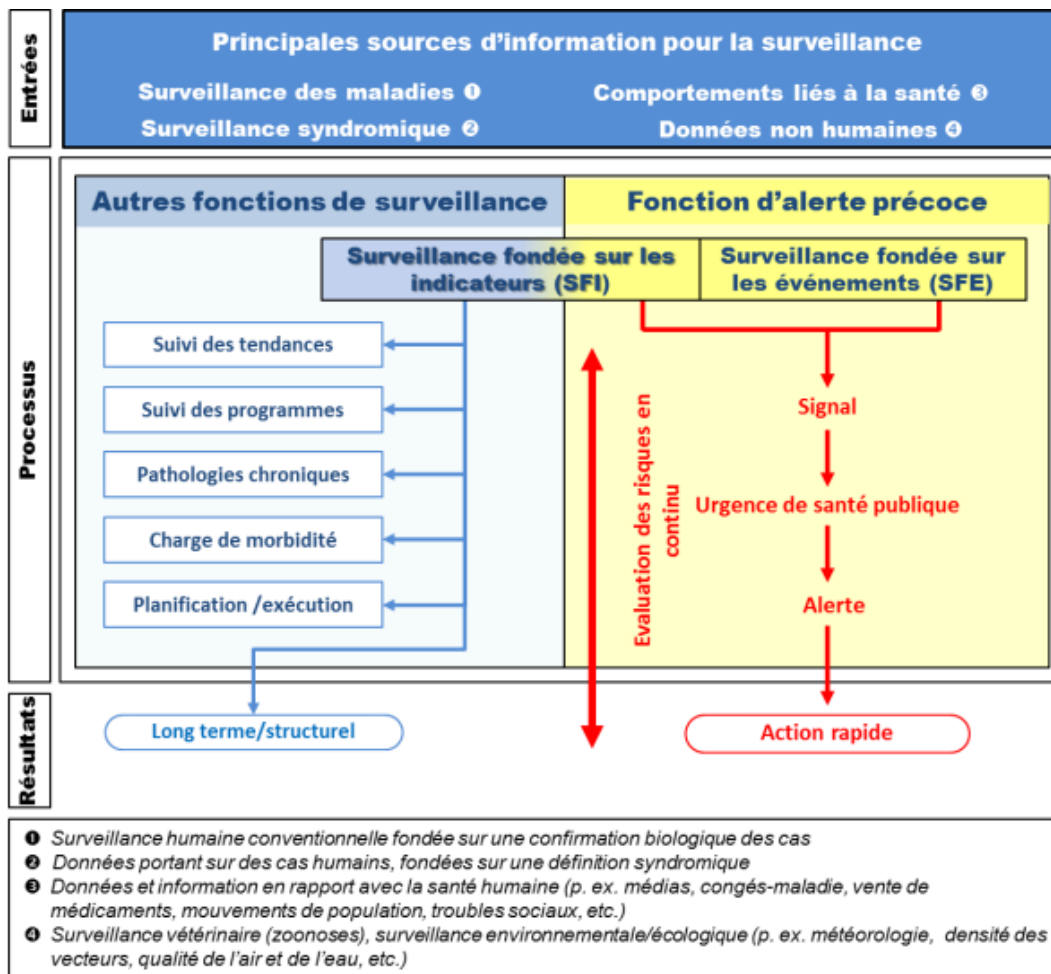 Entrées
Principales sources d'information pour la surveillance
Surveillance des maladies ❶
Comportements liés à la santé ❸
Surveillance syndromique ❷
Données non humaines ❹
Processus
Autres fonctions de surveillance
Fonction d'alerte précoce
Surveillance fondée sur les
indicateurs (SFI)
Surveillance fondée sur
les événements (SFE)
Suivi des tendances
Suivi des programmes
Pathologies chroniques
Charge de morbidité
Planification /exécution
Evaluation des risques en
continu
Signal
Urgence de santé publique
Alerte
Résultats
Long terme/structurel
Action rapide
❶ Surveillance humaine conventionnelle fondée sur une confirmation biologique des cas
❷ Données portant sur des cas humains, fondées sur une définition syndromique
❸ Données et information en rapport avec la santé humaine (p. ex. médias, congés-maladie, vente de
médicaments, mouvements de population, troubles sociaux, etc.)
❹ Surveillance vétérinaire (zoonoses), surveillance environnementale/écologique (p. ex. météorologie, densité des
vecteurs, qualité de l'air et de l'eau, etc.)